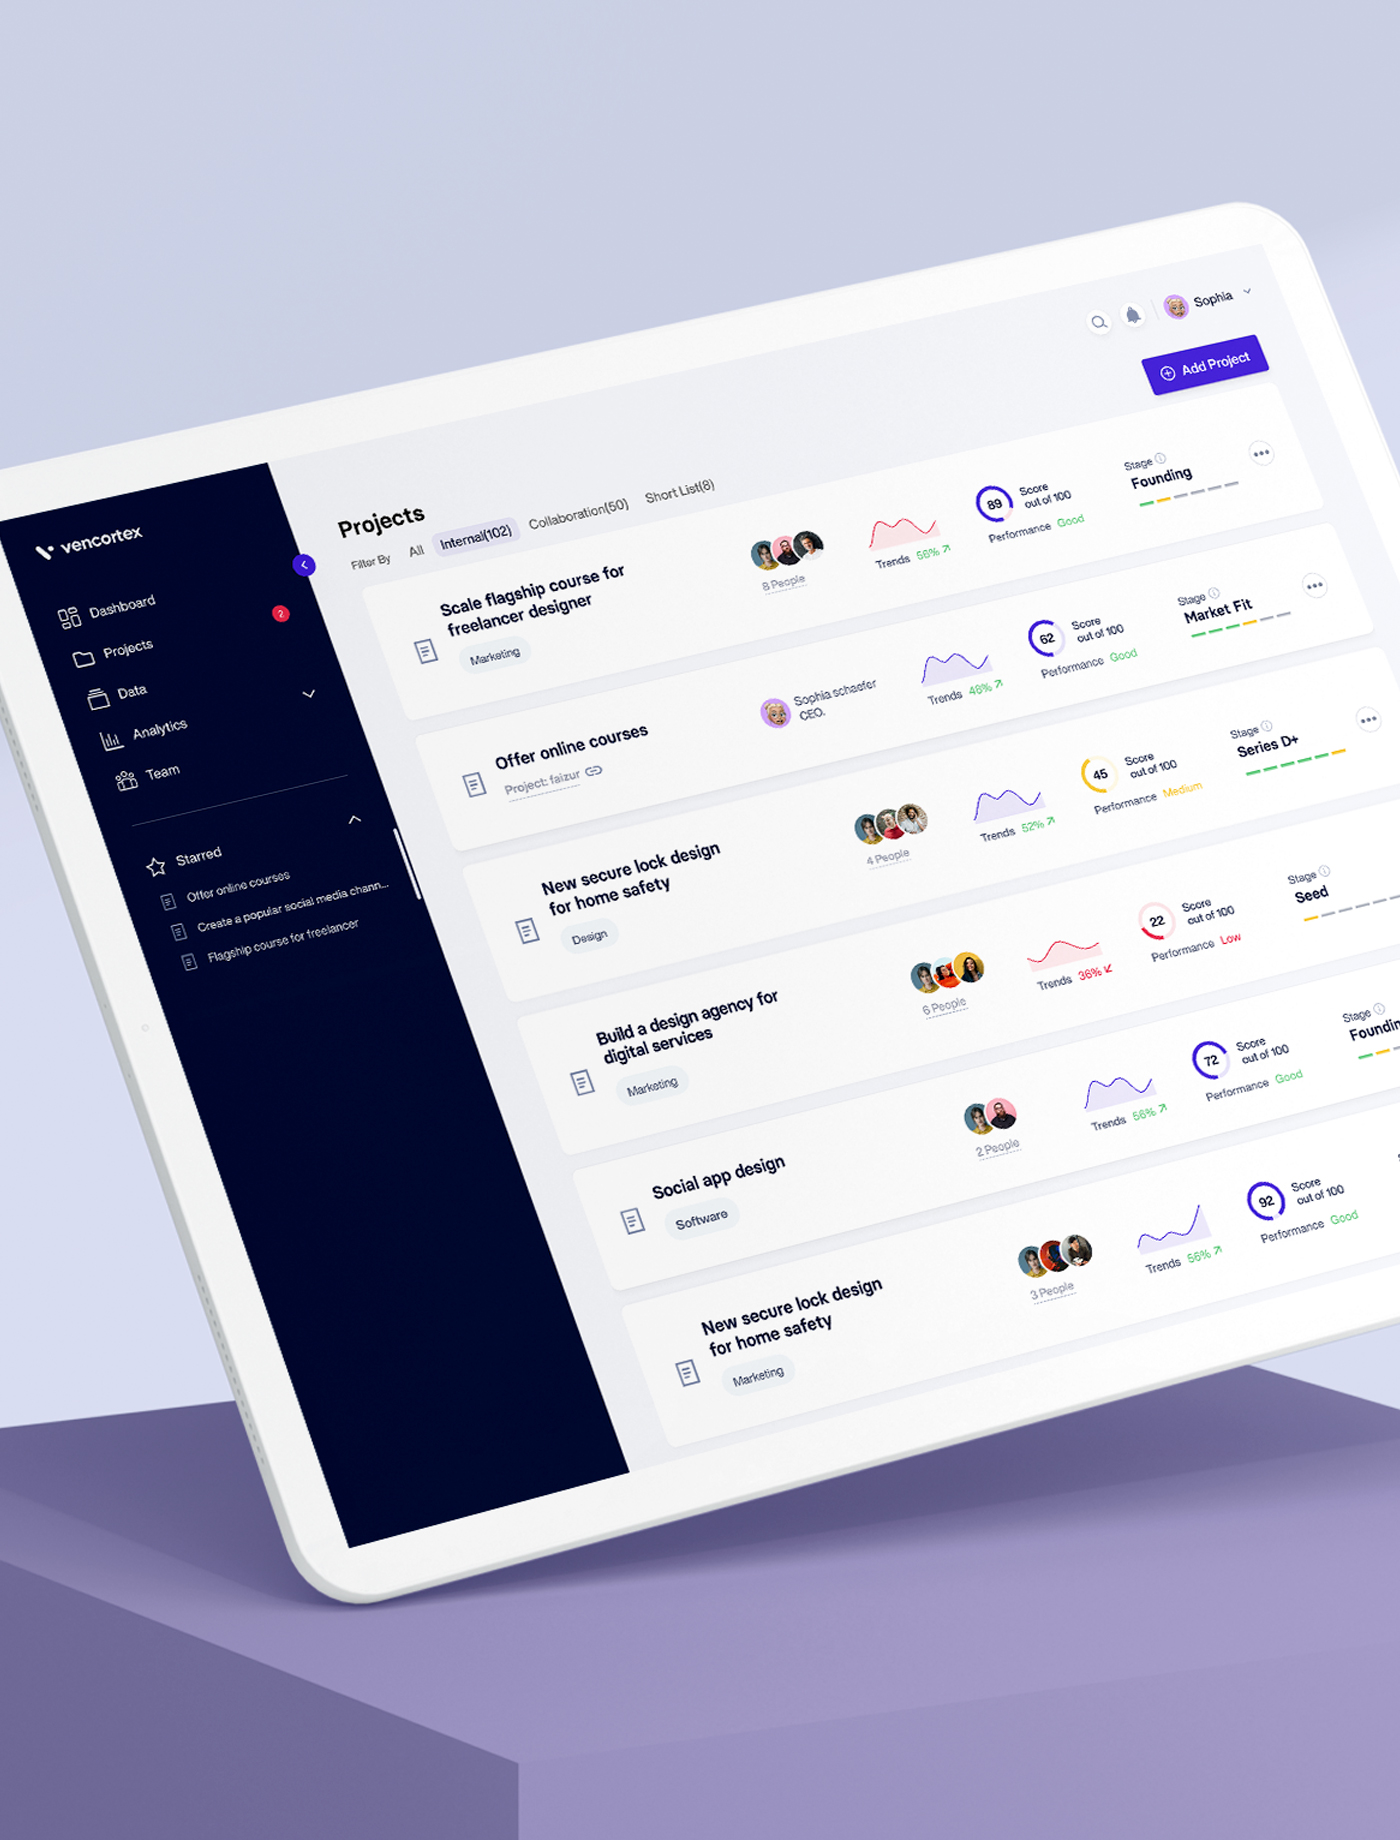 vencortex
Dashboard
Projects
2
Data
Analytics
Team
Starred
Offer online courses
Create a popular social media chann...
Flagship course for freelancer
Sophia
Add Project
Projects
Filter By All Internal(102) Collaboration(50) Short List(8)
Scale flagship course for
freelancer designer
Marketing
8 People
Trends 56%
89
Score
out of 100
Performance Good
Stage
Founding
Offer online courses
Project: faizur
Sophia schaefer
CEO.
Trends 48%
62
Score
out of 100
Performance Good
Stage
Market Fit
New secure lock design
for home safety
Design
4 People
Trends 52%
45
Score
out of 100
Performance Medium
Stage
Series D+
Build a design agency for
digital services
Marketing
6 People
Trends 36%
22
Score
out of 100
Performance Low
Stage
Seed
Social app design
Software
2 People
Trends 56%
72
Score
out of 100
Performance Good
Stage
Foundin
New secure lock design
for home safety
Marketing
3 People
Trends 56%
92
Score
out of 100
Performance Good